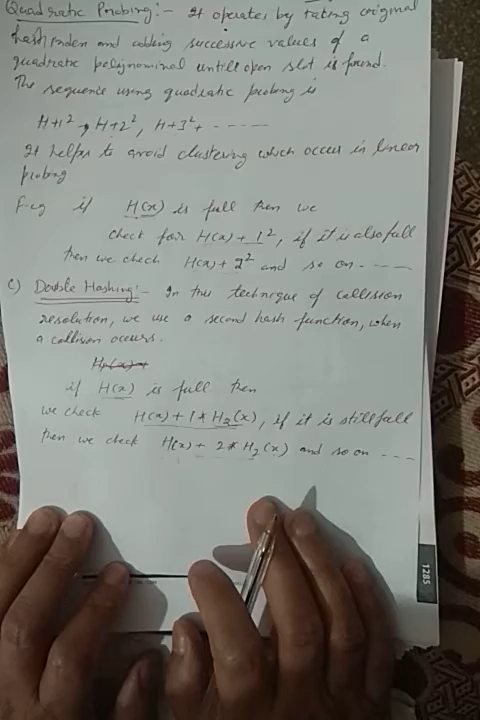 Quadratic Probing:- It operates by taking original
hash index and adding successive values of a
quadratic polignominal untill open slot is found.
The sequence using quadratic probing is
H+1², H+2², H+3²+ -----
It helps to avoid clustering which occurs in linear
probing
F-eg if H(x) is full then we
check for H(x)+1², if it is also full
then we check H(x)+2² and so on ----
C) Double Hashing:- In this technique of collision
resolution, we use a second hash function, when
a collision occurs.
if H(x) is full then
we check H(x)+1*H₂(x), if it is still full
then we check H(x)+ 2*H₂(x) and so on ---
1285